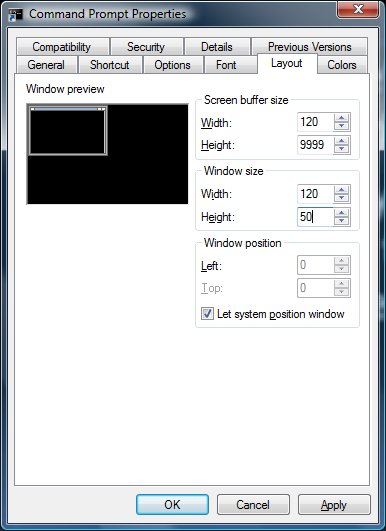 Command Prompt Properties
Compatibility Security Details Previous Versions
General Shortcut Options Font Layout Colors
Window preview
Screen buffer size
Width: 120
Height: 9999
Window size
Width: 120
Height: 50
Window position
Left: 0
Top: 0
Let system position window
OK Cancel Apply